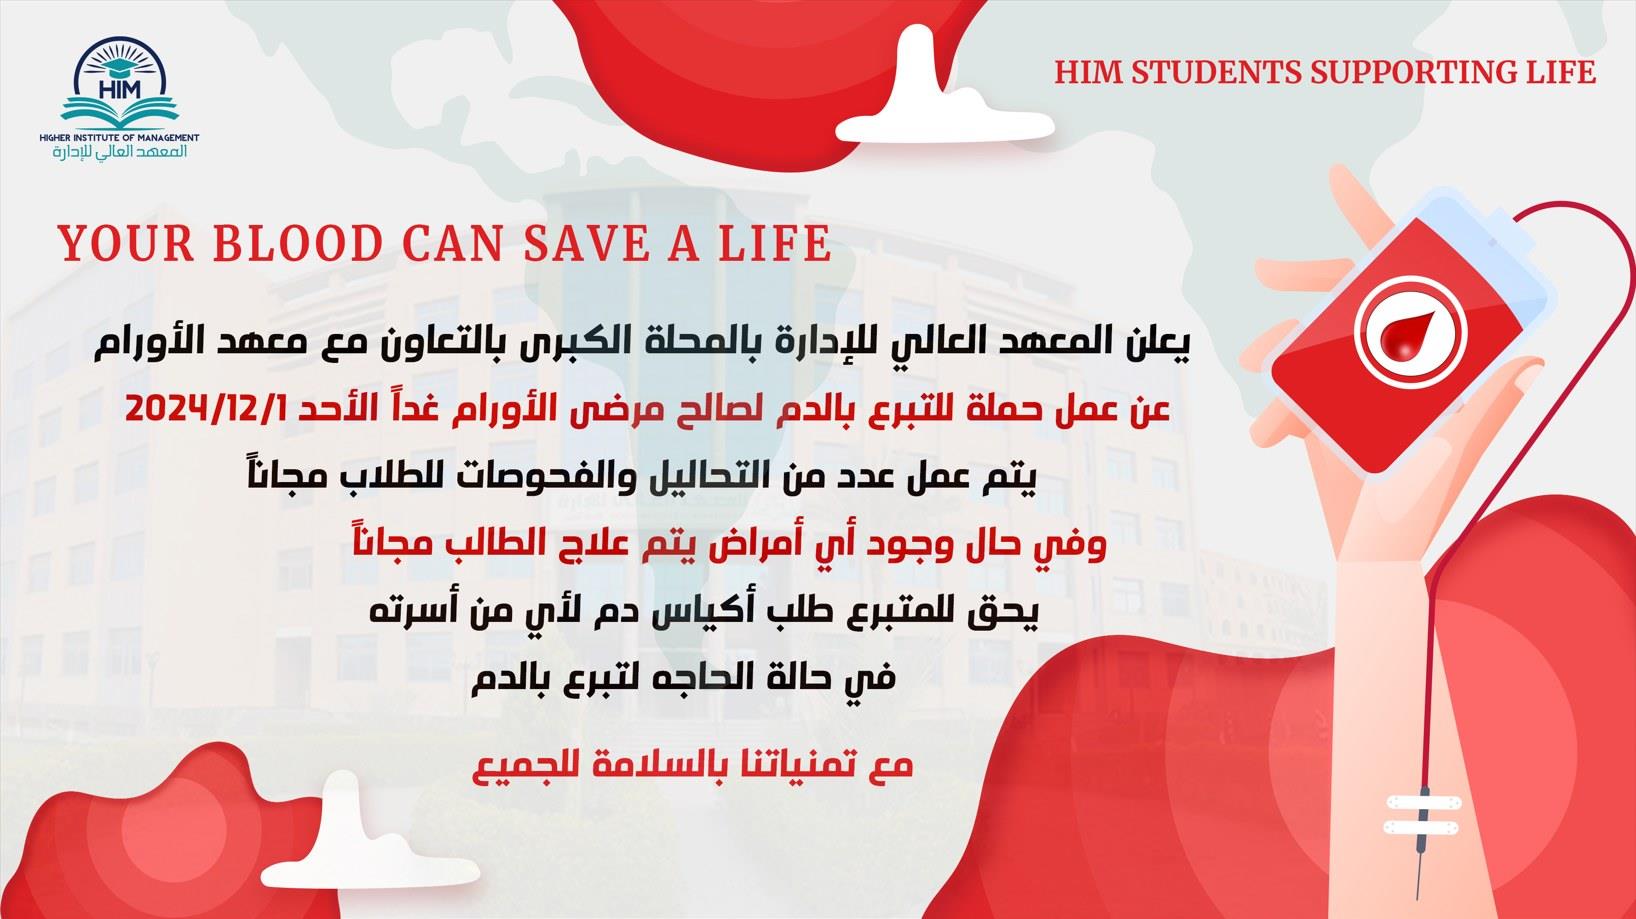 HIM
HIGHER INSTITUTE OF MANAGEMENT
المعهد العالي للإدارة
HIM STUDENTS SUPPORTING LIFE
YOUR BLOOD CAN SAVE A LIFE
يعلن المعهد العالي للإدارة بالمحلة الكبرى بالتعاون مع معهد الأورام
عن عمل حملة للتبرع بالدم لصالح مرضى الأورام غداً الأحد 2024/12/1
يتم عمل عدد من التحاليل والفحوصات للطلاب مجاناً
وفي حال وجود أي أمراض يتم علاج الطالب مجاناً
يحق للمتبرع طلب أكياس دم لأي من أسرته
في حالة الحاجه لتبرع بالدم
مع تمنياتنا بالسلامة للجميع